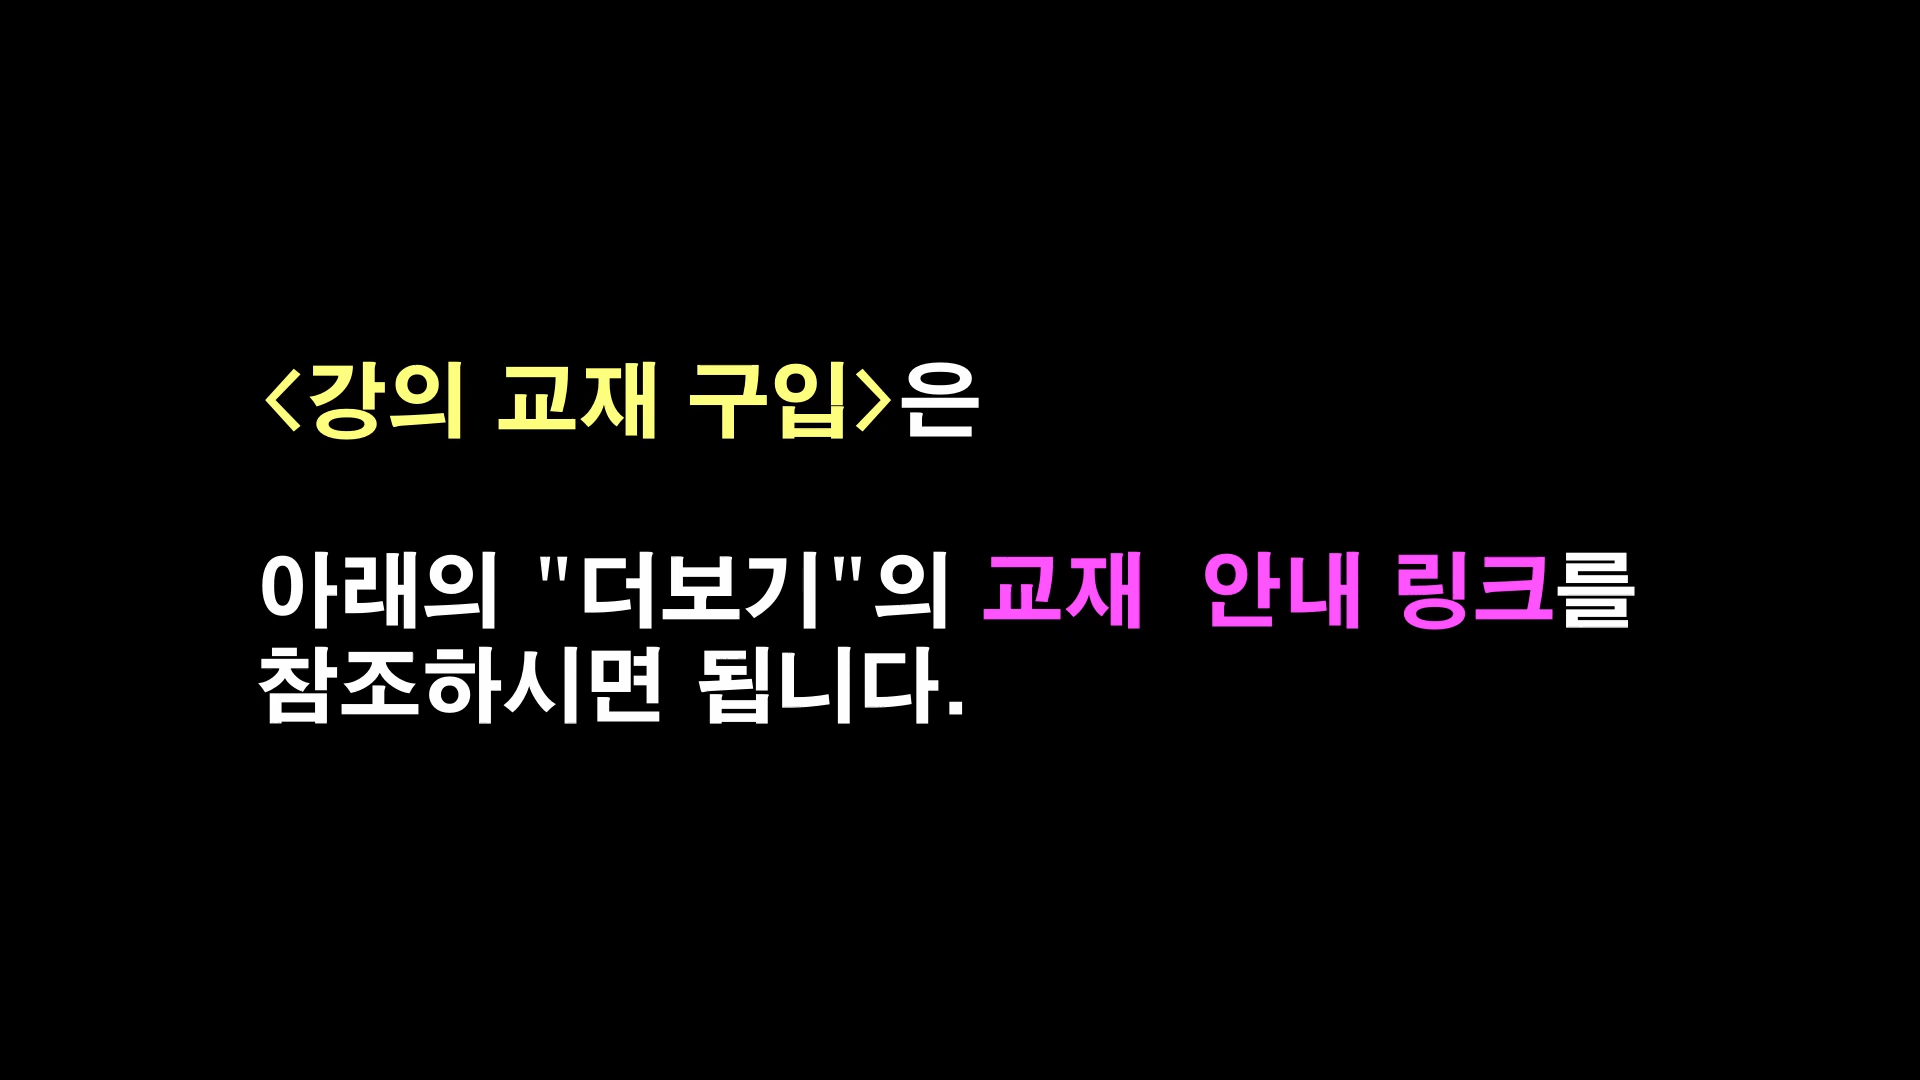 <강의 교재 구입>은
아래의 "더보기"의 교재  안내 링크를
참조하시면 됩니다.